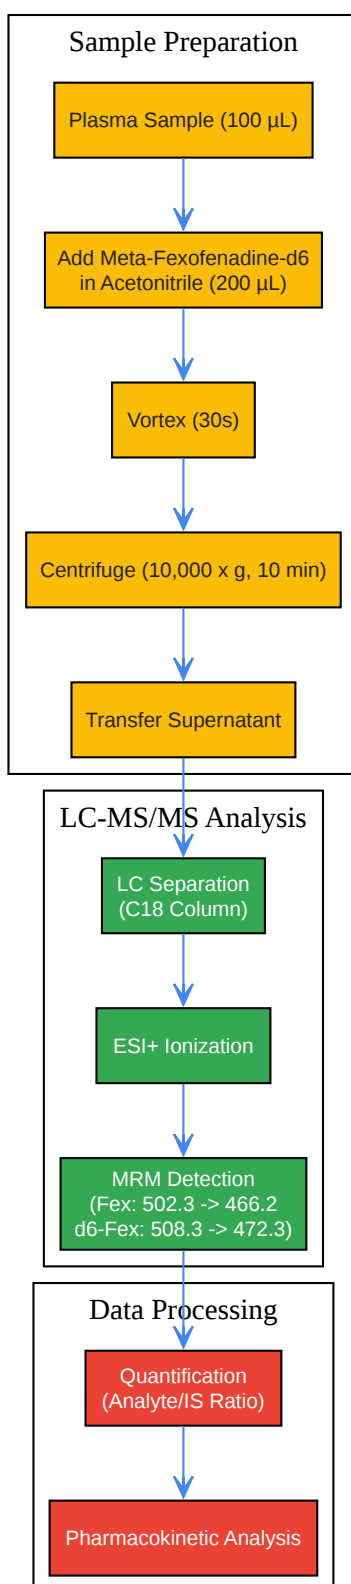 Sample Preparation
Plasma Sample (100 µL)
Add Meta-Fexofenadine-d6
in Acetonitrile (200 µL)
Vortex (30s)
Centrifuge (10,000 x g, 10 min)
Transfer Supernatant
LC-MS/MS Analysis
LC Separation
(C18 Column)
ESI+ Ionization
MRM Detection
(Fex: 502.3 -> 466.2
d6-Fex: 508.3 -> 472.3)
Data Processing
Quantification
(Analyte/IS Ratio)
Pharmacokinetic Analysis